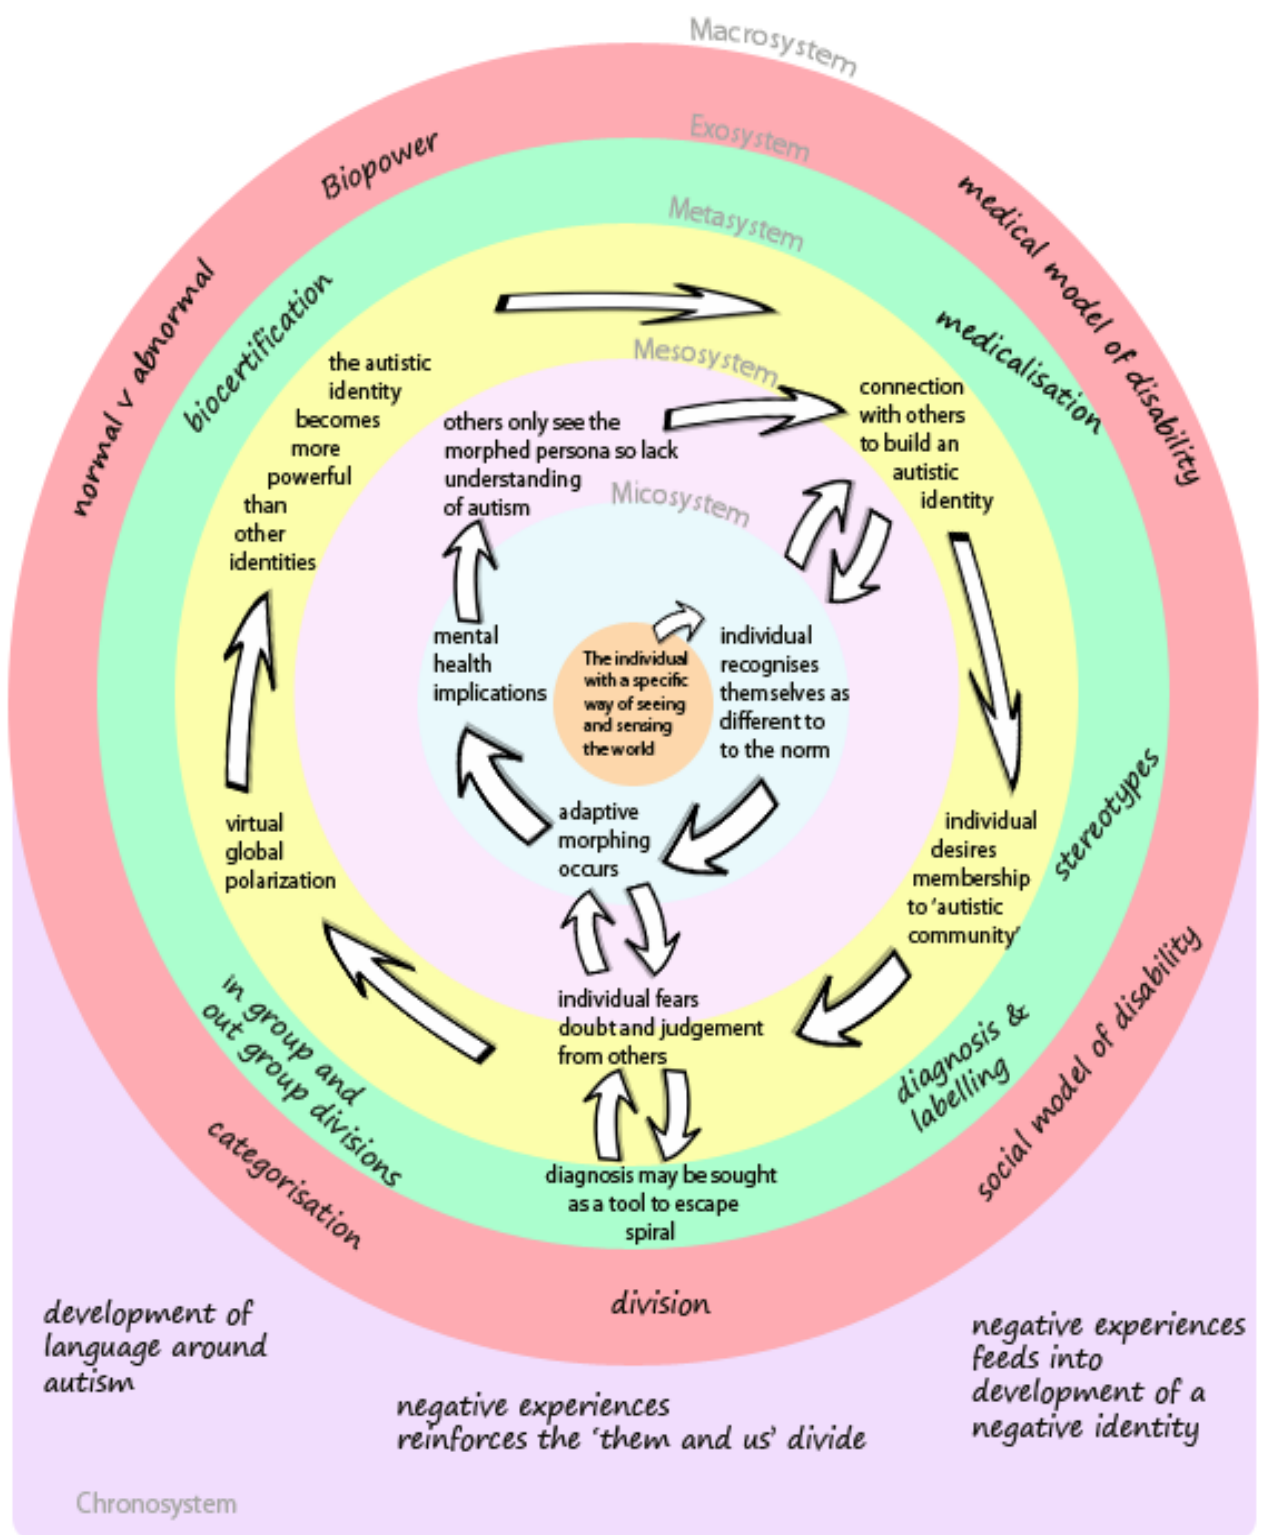 Macrosystem
Exosystem
Metasystem
Mesosystem
Micosystem
Biopower
normal v abnormal
medical model of disability
social model of disability
categorisation
division
biocertification
medicalisation
stereotypes
diagnosis &
labelling
in group and
out group divisions
diagnosis may be sought
as a tool to escape
spiral
the autistic
identity
becomes
more
powerful
than
other
identities
connection
with others
to build an
autistic
identity
individual
desires
membership
to ‘autistic
community’
virtual
global
polarization
others only see the
morphed persona so lack
understanding
of autism
individual fears
doubt and judgement
from others
mental
health
implications
The individual
with a specific
way of seeing
and sensing
the world
individual
recognises
themselves as
different to
to the norm
adaptive
morphing
occurs
development of
language around
autism
negative experiences
reinforces the ‘them and us’ divide
negative experiences
feeds into
development of a
negative identity
Chronosystem